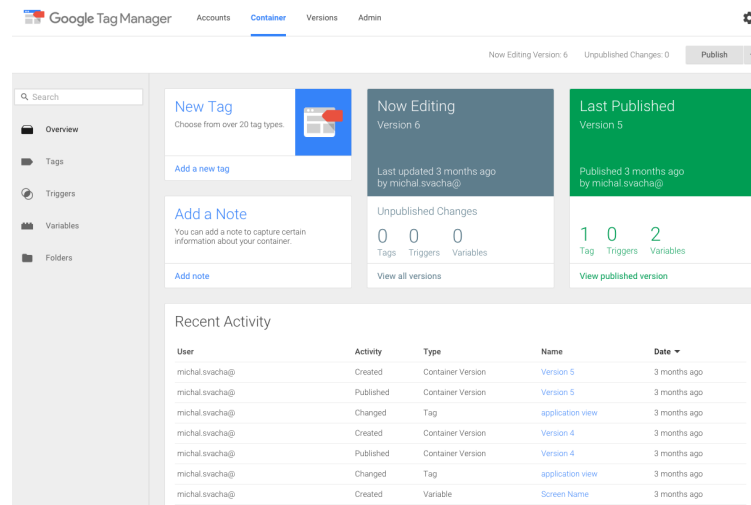 Google Tag Manager Accounts Container Versions Admin
Now Editing Version: 6 Unpublished Changes: 0 Publish
Search
Overview
Tags
Triggers
Variables
Folders
New Tag
Choose from over 20 tag types.
Add a new tag
Add a Note
You can add a note to capture certain
information about your container.
Add note
Now Editing
Version 6
Last updated 3 months ago
by michal.svacha@
Unpublished Changes
0 0 0
Tags Triggers Variables
View all versions
Last Published
Version 5
Published 3 months ago
by michal.svacha@
1 0 2
Tag Triggers Variables
View published version
Recent Activity
User Activity Type Name Date
michal.svacha@ Created Container Version Version 5 3 months ago
michal.svacha@ Published Container Version Version 5 3 months ago
michal.svacha@ Changed Tag application view 3 months ago
michal.svacha@ Created Container Version Version 4 3 months ago
michal.svacha@ Published Container Version Version 4 3 months ago
michal.svacha@ Changed Tag application view 3 months ago
michal.svacha@ Created Variable Screen Name 3 months ago